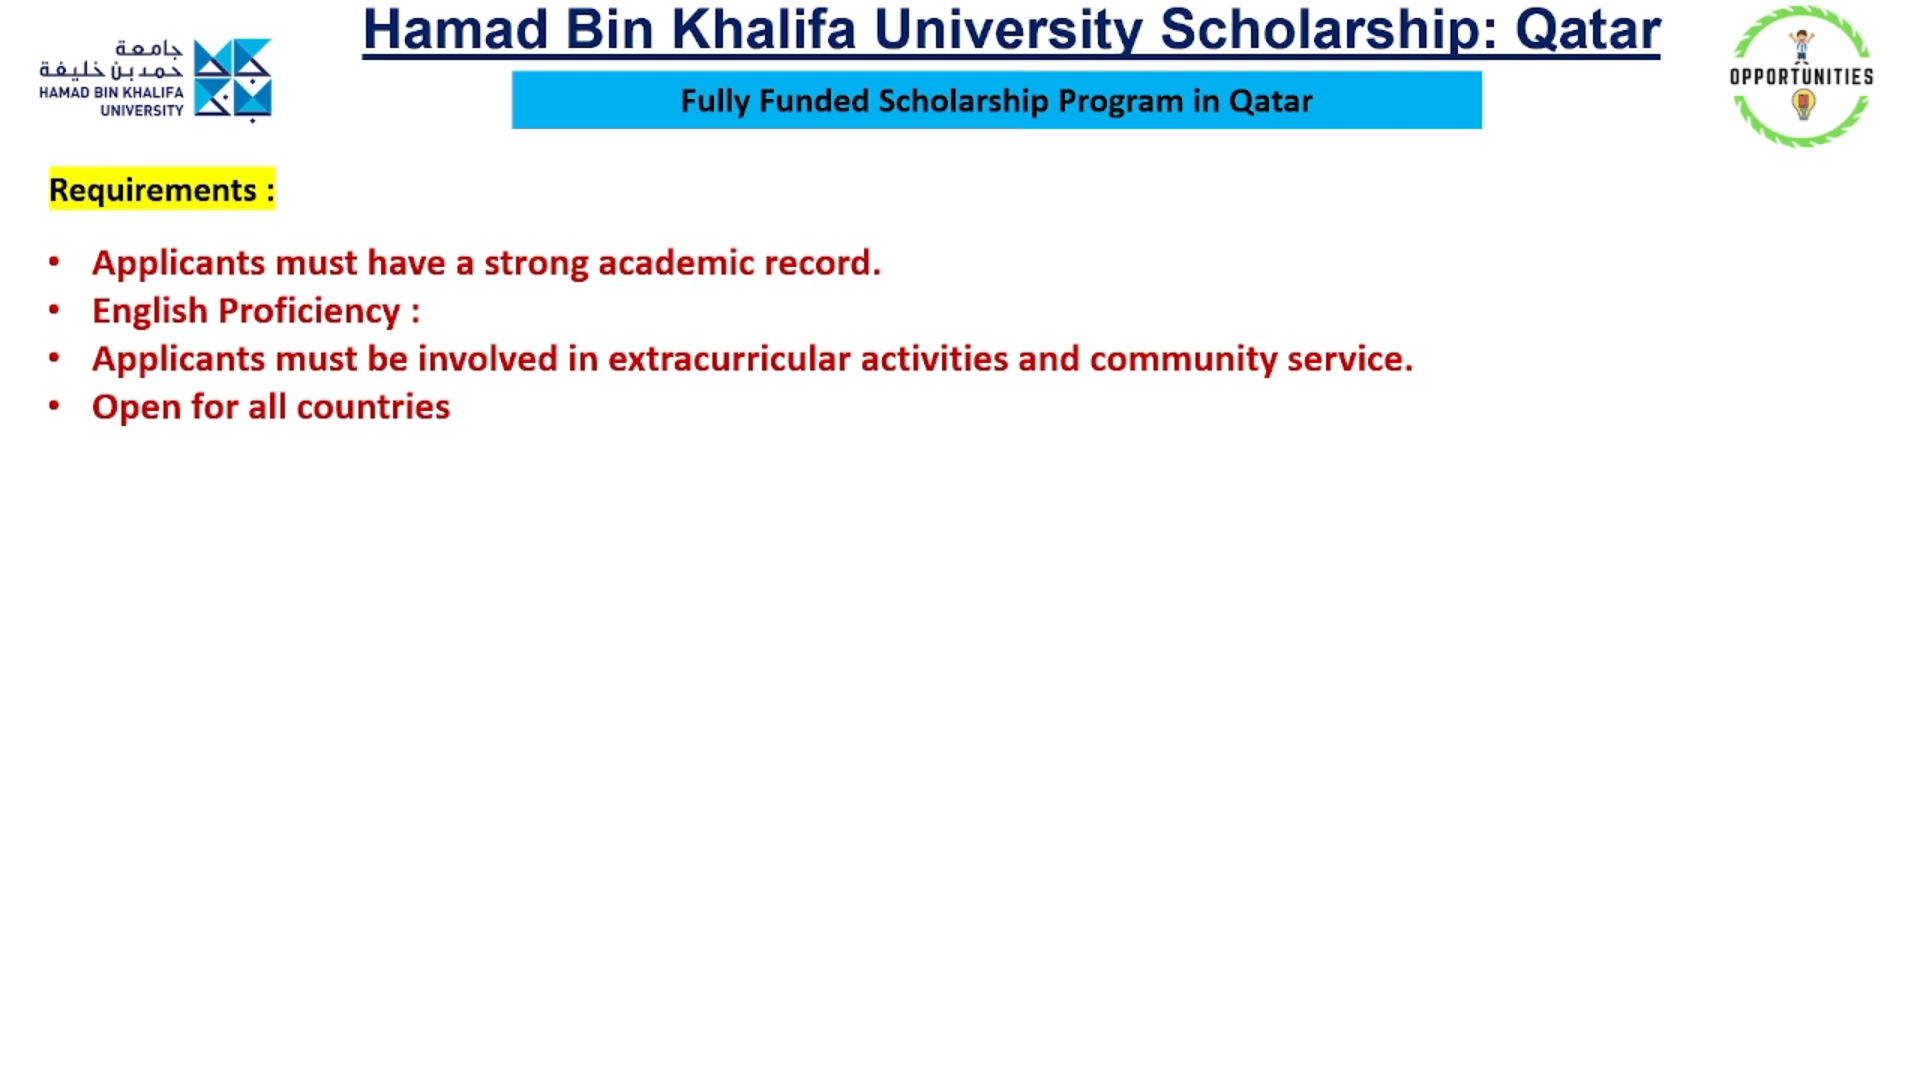 Hamad Bin Khalifa University Scholarship: Qatar
جامعة
حمد بن خليفة
HAMAD BIN KHALIFA
UNIVERSITY
Fully Funded Scholarship Program in Qatar
OPPORTUNITIES
Requirements :
• Applicants must have a strong academic record.
• English Proficiency :
• Applicants must be involved in extracurricular activities and community service.
• Open for all countries